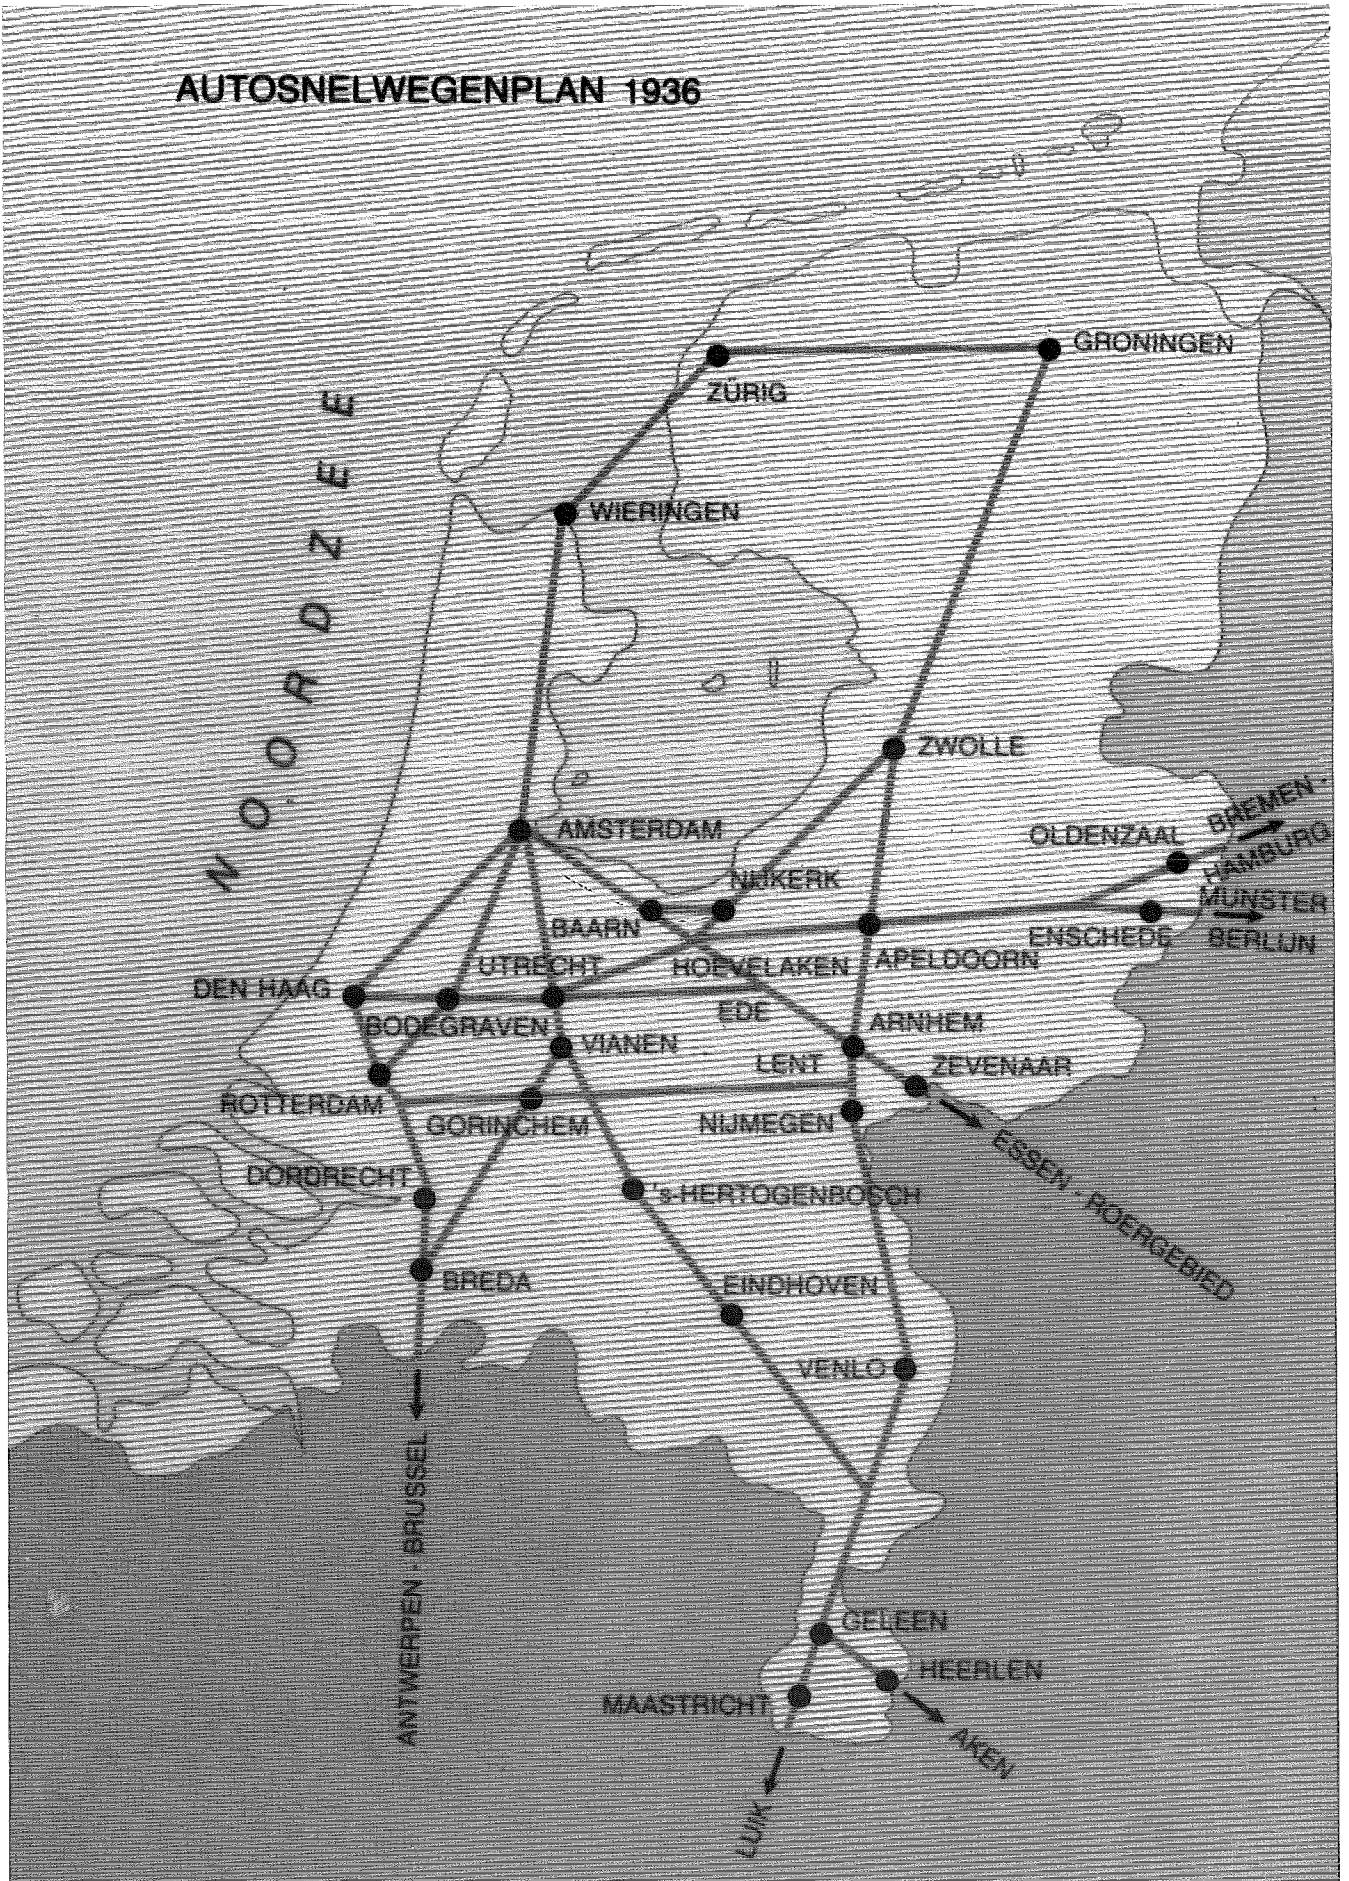 AUTOSNELWEGENPLAN 1936
NOORDZEE
GRONINGEN
ZÜRIG
WIERINGEN
ZWOLLE
AMSTERDAM
OLDENZAAL
BREMEN -
HAMBURG
NIJKERK
BAARN
MUNSTER
ENSCHEDE
BERLIJN
UTRECHT
HOEVELAKEN
APELDOORN
DEN HAAG
EDE
BODEGRAVEN
ARNHEM
VIANEN
LENT
ZEVENAAR
ROTTERDAM
GORINCHEM
NIJMEGEN
ESSEN - ROERGEBIED
DORDRECHT
's-HERTOGENBOSCH
BREDA
EINDHOVEN
VENLO
ANTWERPEN - BRUSSEL
GELEEN
HEERLEN
MAASTRICHT
AKEN
LUIK